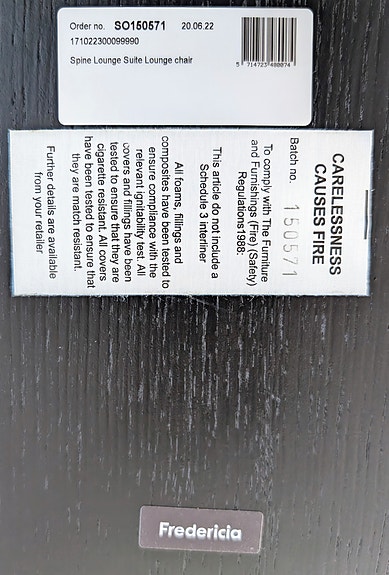 Order no. SO150571 20.06.22
171022300099990
Spine Lounge Suite Lounge chair
5 714723 480074
CARELESSNESS
CAUSES FIRE
Batch no. 150571
To comply with The Furniture
and Furnishings (Fire) (Safety)
Regulations1988:
This article do not include a
Schedule 3 interliner
All foams, fillings and
composites have been tested to
ensure compliance with the
relevant ignitability test. All
covers and fillings have been
tested to ensure that they are
cigarette resistant. All covers
have been tested to ensure that
they are match resistant.
Further details are available
from your retailer
Fredericia